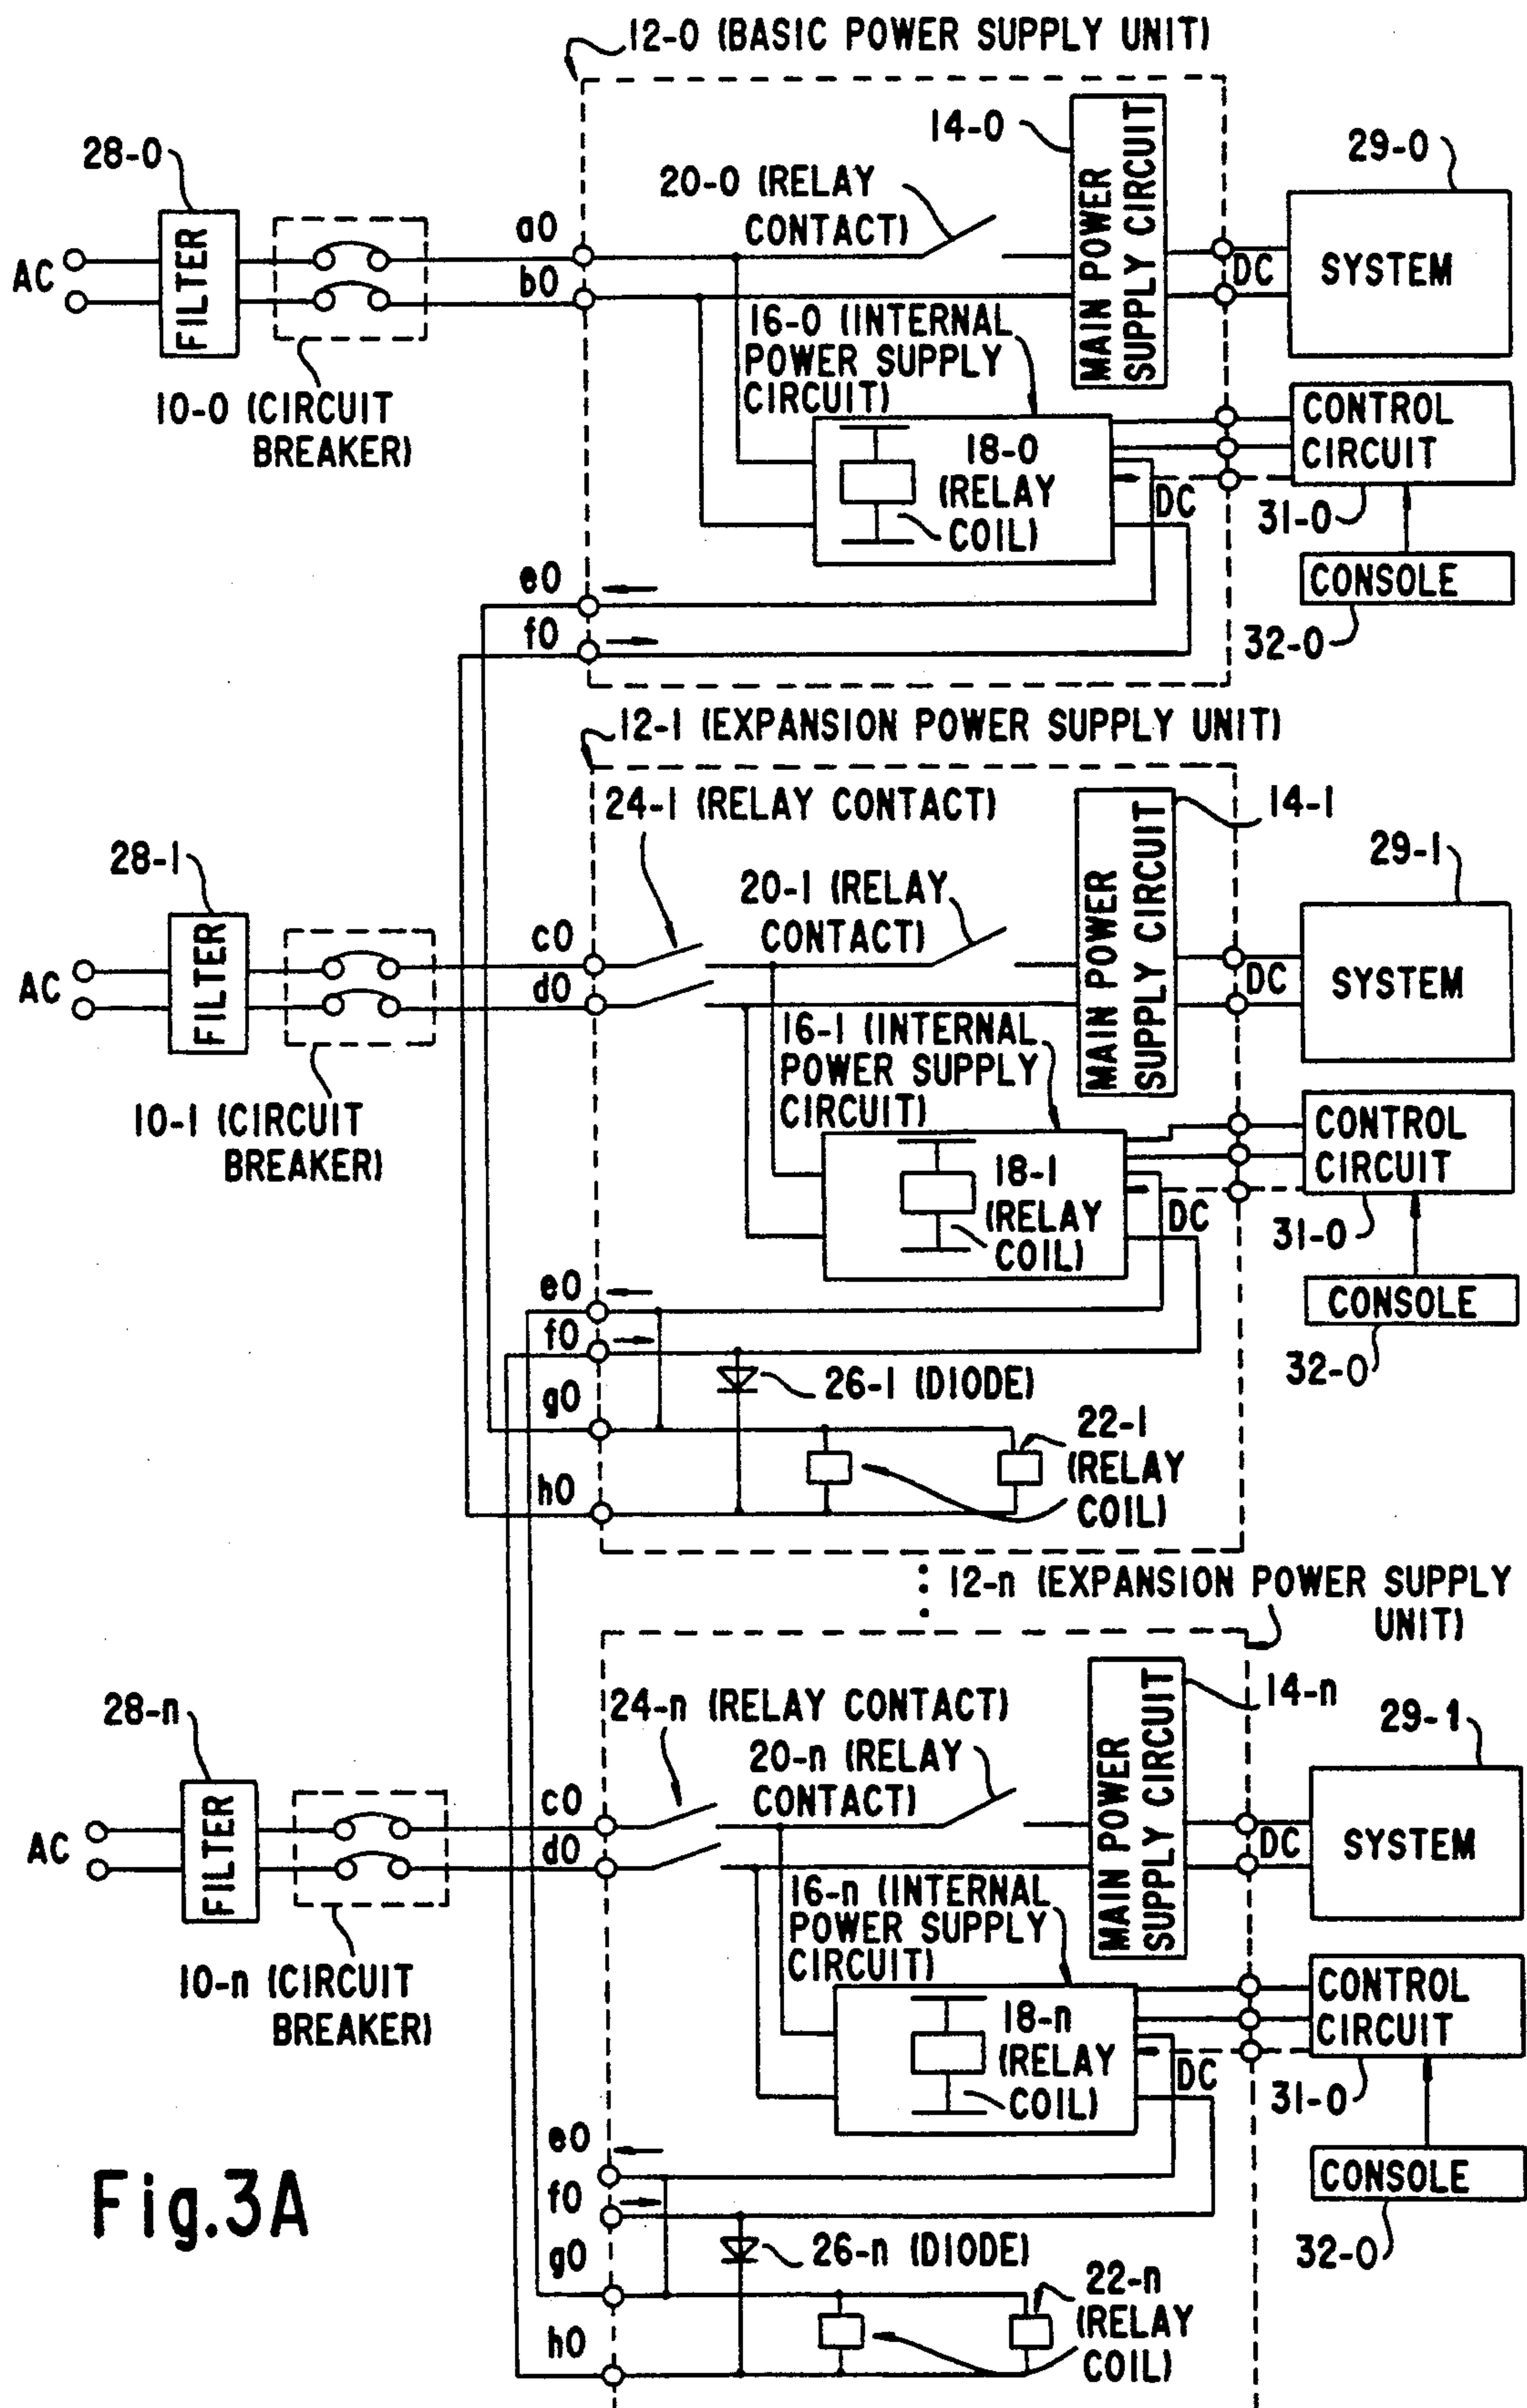 12-0 (BASIC POWER SUPPLY UNIT)
28-0
FILTER
AC
10-0 (CIRCUIT
BREAKER)
a0
b0
20-0 (RELAY
CONTACT)
14-0
MAIN POWER
SUPPLY CIRCUIT
29-0
DC
SYSTEM
16-0 (INTERNAL
POWER SUPPLY
CIRCUIT)
18-0
(RELAY
COIL)
DC
CONTROL
CIRCUIT
31-0
CONSOLE
32-0
e0
f0
12-1 (EXPANSION POWER SUPPLY UNIT)
24-1 (RELAY CONTACT)
14-1
28-1
FILTER
AC
10-1 (CIRCUIT
BREAKER)
c0
d0
20-1 (RELAY
CONTACT)
MAIN POWER
SUPPLY CIRCUIT
29-1
DC
SYSTEM
16-1 (INTERNAL
POWER SUPPLY
CIRCUIT)
18-1
(RELAY
COIL)
DC
CONTROL
CIRCUIT
31-0
CONSOLE
32-0
e0
f0
g0
h0
26-1 (DIODE)
22-1
(RELAY
COIL)
12-n (EXPANSION POWER SUPPLY
UNIT)
24-n (RELAY CONTACT)
14-n
28-n
FILTER
AC
10-n (CIRCUIT
BREAKER)
c0
d0
20-n (RELAY
CONTACT)
MAIN POWER
SUPPLY CIRCUIT
29-1
DC
SYSTEM
16-n (INTERNAL
POWER SUPPLY
CIRCUIT)
18-n
(RELAY
COIL)
DC
CONTROL
CIRCUIT
31-0
CONSOLE
32-0
e0
f0
g0
h0
26-n (DIODE)
22-n
(RELAY
COIL)
Fig.3A